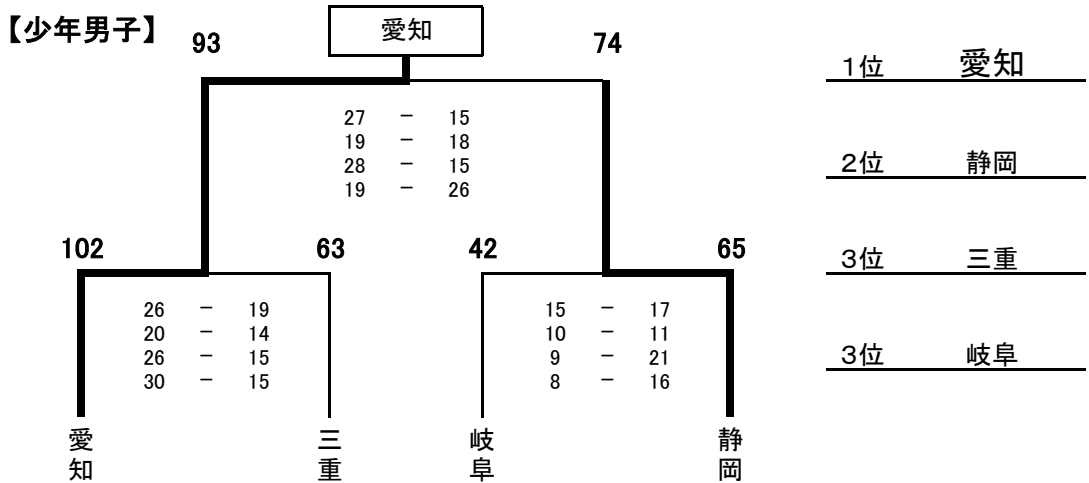 【少年男子】
93
愛知
74
27 － 15
19 － 18
28 － 15
19 － 26
102
63
42
65
26 － 19
20 － 14
26 － 15
30 － 15
15 － 17
10 － 11
9 － 21
8 － 16
愛知
三重
岐阜
静岡
1位 愛知
2位 静岡
3位 三重
3位 岐阜